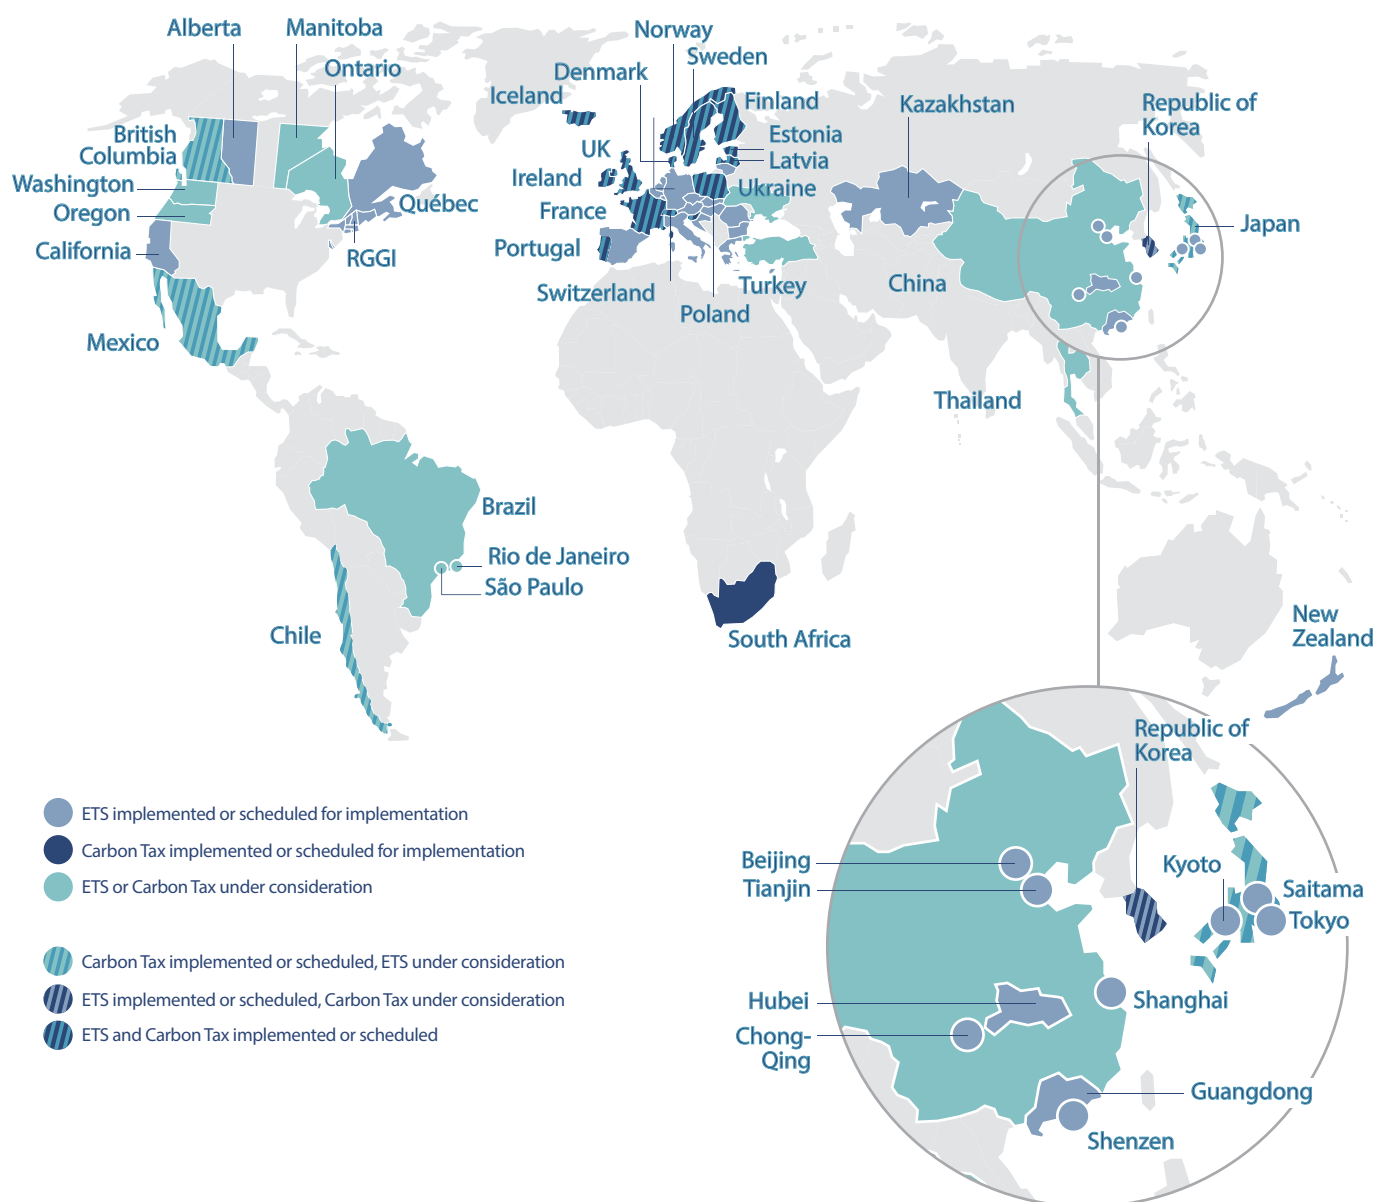 Alberta
Manitoba
Ontario
British
Columbia
Washington
Oregon
California
Québec
RGGI
Mexico
Norway
Sweden
Denmark
Iceland
Finland
Estonia
Latvia
UK
Ireland
Ukraine
France
Portugal
Switzerland
Turkey
Poland
Kazakhstan
Republic of
Korea
Japan
China
Thailand
Brazil
Rio de Janeiro
São Paulo
Chile
South Africa
New
Zealand
Republic of
Korea
Beijing
Tianjin
Kyoto
Saitama
Tokyo
Hubei
Shanghai
Chong-
Qing
Guangdong
Shenzen
ETS implemented or scheduled for implementation
Carbon Tax implemented or scheduled for implementation
ETS or Carbon Tax under consideration
Carbon Tax implemented or scheduled, ETS under consideration
ETS implemented or scheduled, Carbon Tax under consideration
ETS and Carbon Tax implemented or scheduled